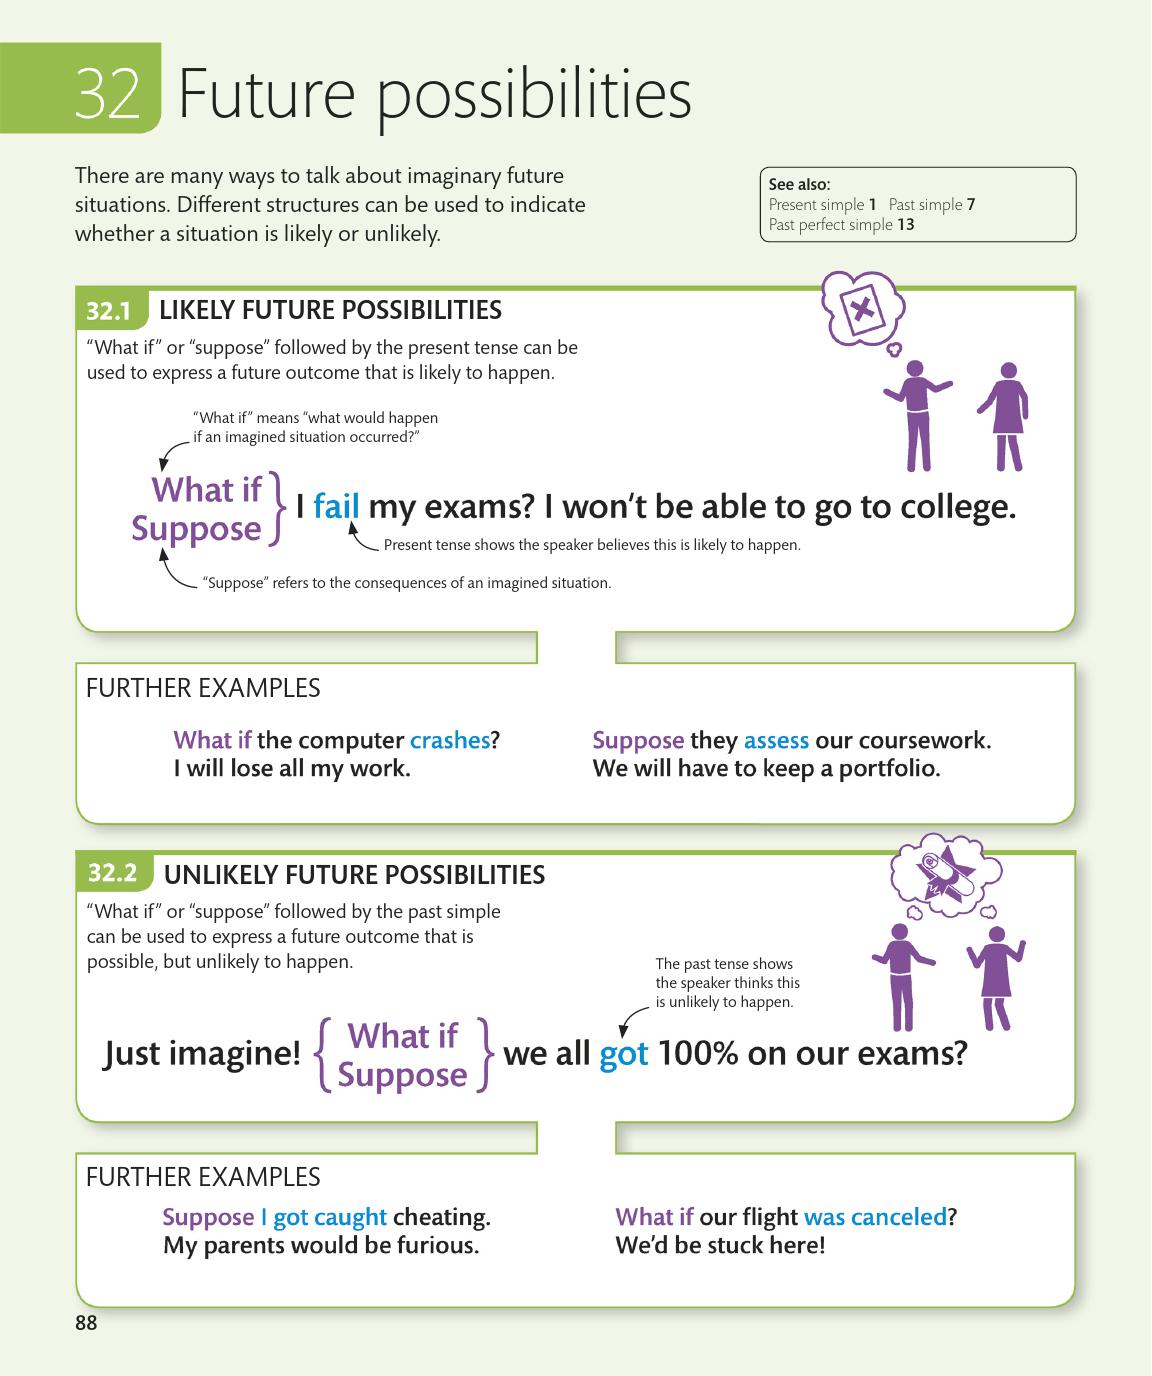 32 Future possibilities
There are many ways to talk about imaginary future
situations. Different structures can be used to indicate
whether a situation is likely or unlikely.
See also:
Present simple 1 Past simple 7
Past perfect simple 13
32.1 LIKELY FUTURE POSSIBILITIES
“What if” or “suppose” followed by the present tense can be
used to express a future outcome that is likely to happen.
“What if” means “what would happen
if an imagined situation occurred?”
What if
Suppose
I fail my exams? I won’t be able to go to college.
Present tense shows the speaker believes this is likely to happen.
“Suppose” refers to the consequences of an imagined situation.
FURTHER EXAMPLES
What if the computer crashes?
I will lose all my work.
Suppose they assess our coursework.
We will have to keep a portfolio.
32.2 UNLIKELY FUTURE POSSIBILITIES
“What if” or “suppose” followed by the past simple
can be used to express a future outcome that is
possible, but unlikely to happen.
The past tense shows
the speaker thinks this
is unlikely to happen.
Just imagine!
What if
Suppose
we all got 100% on our exams?
FURTHER EXAMPLES
Suppose I got caught cheating.
My parents would be furious.
What if our flight was canceled?
We’d be stuck here!
88